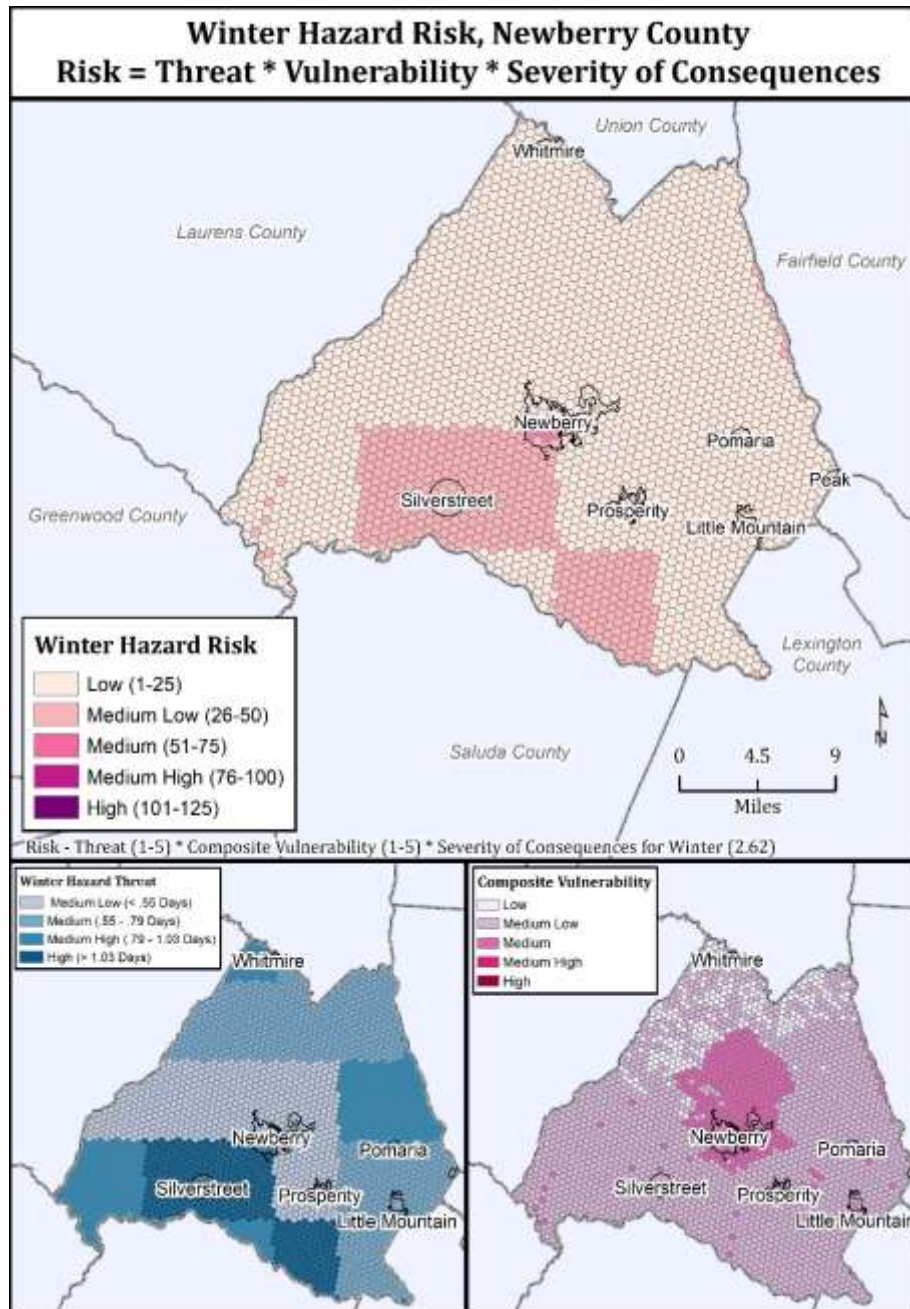 Winter Hazard Risk, Newberry County
Risk = Threat * Vulnerability * Severity of Consequences
Union County
Whitmire
Laurens County
Fairfield County
Newberry
Pomaria
Peak
Silverstreet
Prosperity
Greenwood County
Little Mountain
Winter Hazard Risk
Low (1-25)
Medium Low (26-50)
Medium (51-75)
Medium High (76-100)
High (101-125)
Lexington
County
Saluda County
N
0 4.5 9
Miles
Risk - Threat (1-5) * Composite Vulnerability (1-5) * Severity of Consequences for Winter (2.62)
Winter Hazard Threat
Medium Low (< .55 Days)
Medium (.55 - .79 Days)
Medium High (.79 - 1.03 Days)
High (> 1.03 Days)
Whitmire
Newberry
Pomaria
Silverstreet
Prosperity
Little Mountain
Composite Vulnerability
Low
Medium Low
Medium
Medium High
High
Whitmire
Newberry
Pomaria
Silverstreet
Prosperity
Little Mountain